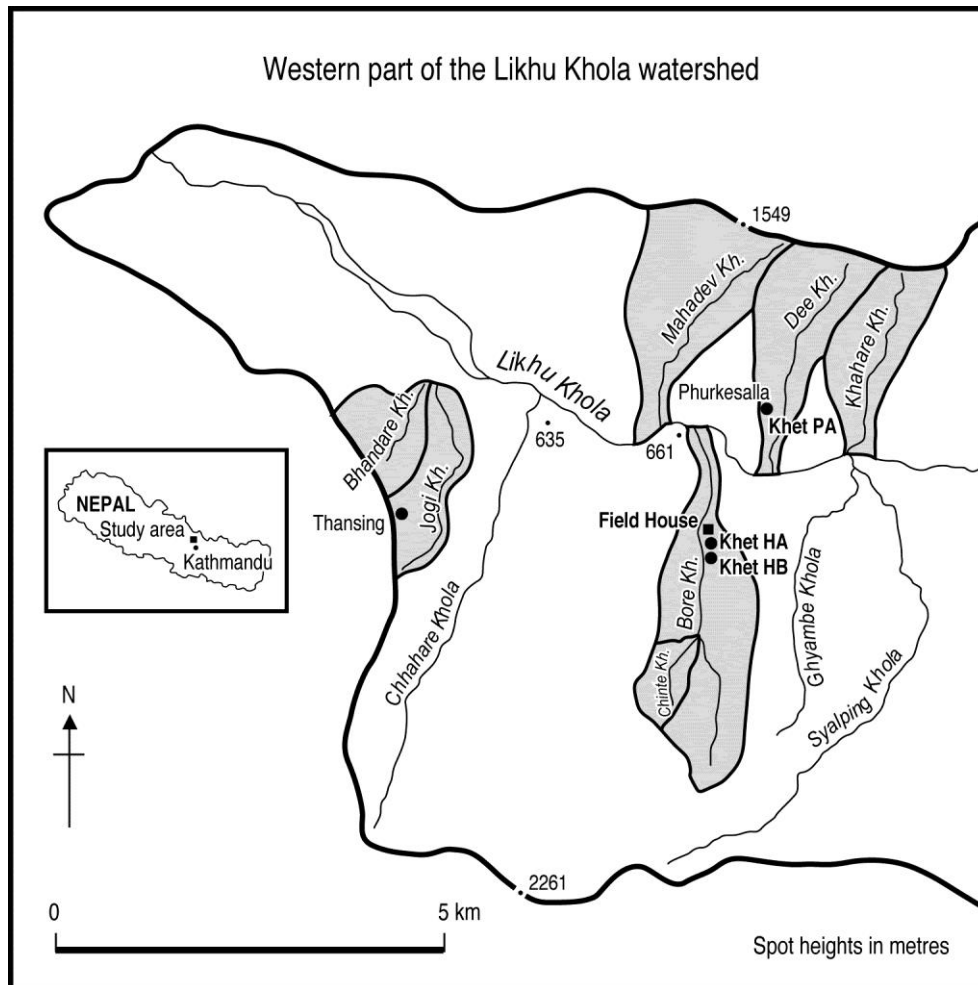 Western part of the Likhu Khola watershed
1549
Mahadev Kh.
Dee Kh.
Khahare Kh.
Likhu Khola
Phurkesalla
Khet PA
Bhandare Kh.
635
661
Jogi Kh.
Thansing
NEPAL
Study area
Kathmandu
Field House
Khet HA
Khet HB
Bore Kh.
Chhahare Khola
Ghyambe Khola
Chinte Kh.
Syalping Khola
N
2261
0
5 km
Spot heights in metres